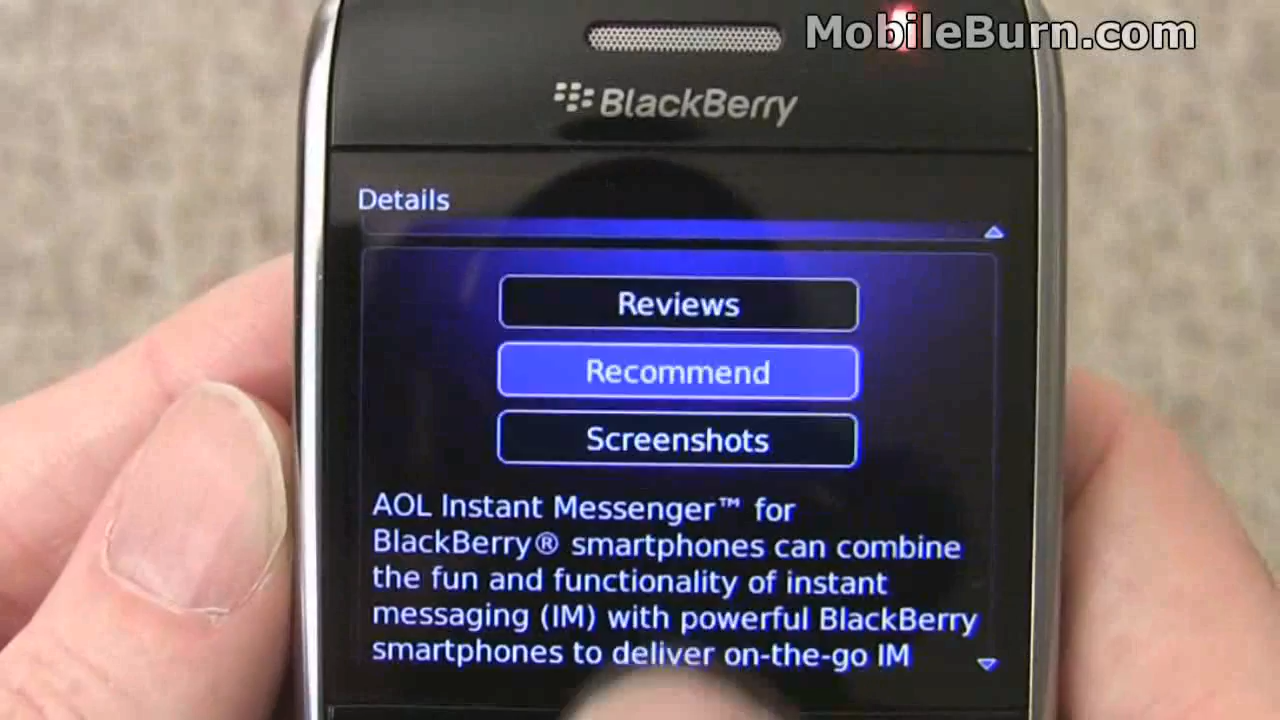 MobileBurn.com
BlackBerry
Details
Reviews
Recommend
Screenshots
AOL Instant Messenger™ for
BlackBerry® smartphones can combine
the fun and functionality of instant
messaging (IM) with powerful BlackBerry
smartphones to deliver on-the-go IM